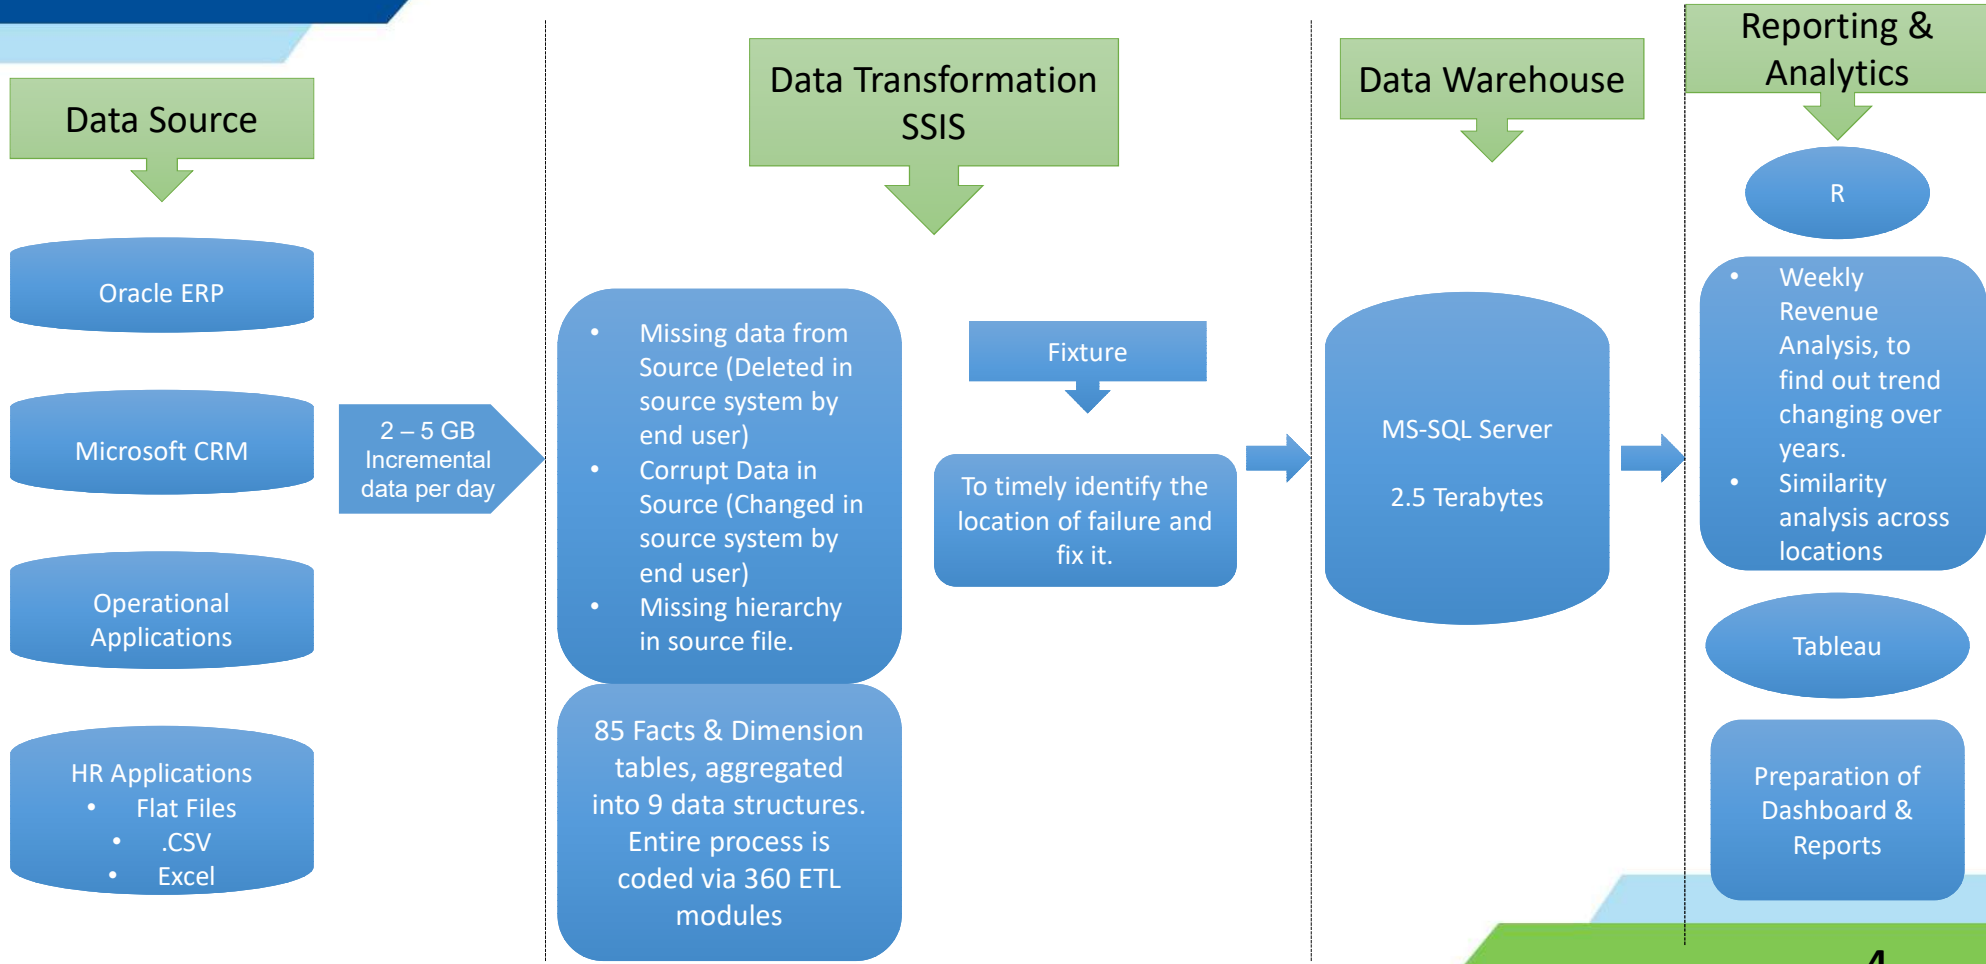 Data Source
Oracle ERP
Microsoft CRM
Operational
Applications
HR Applications
• Flat Files
• .CSV
• Excel
2 – 5 GB
Incremental
data per day
Data Transformation
SSIS
• Missing data from
Source (Deleted in
source system by
end user)
• Corrupt Data in
Source (Changed in
source system by
end user)
• Missing hierarchy
in source file.
85 Facts & Dimension
tables, aggregated
into 9 data structures.
Entire process is
coded via 360 ETL
modules
Fixture
To timely identify the
location of failure and
fix it.
Data Warehouse
MS-SQL Server
2.5 Terabytes
Reporting &
Analytics
R
• Weekly
Revenue
Analysis, to
find out trend
changing over
years.
• Similarity
analysis across
locations
Tableau
Preparation of
Dashboard &
Reports
4